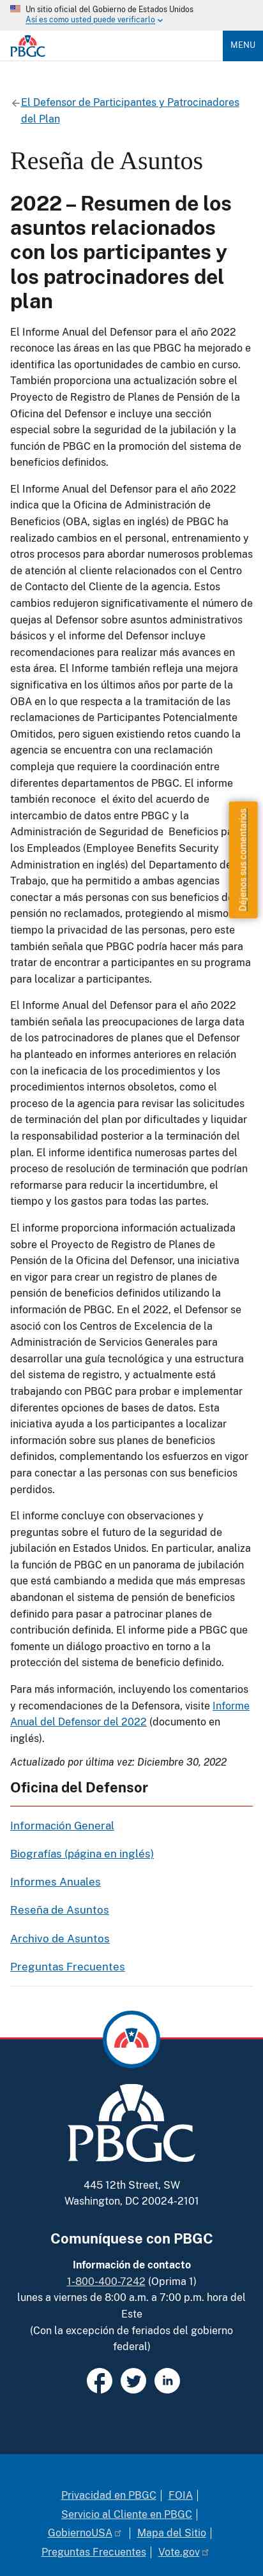 Un sitio oficial del Gobierno de Estados Unidos
Así es como usted puede verificarlo
PBGC
MENU
El Defensor de Participantes y Patrocinadores
del Plan
Reseña de Asuntos
2022 – Resumen de los
asuntos relacionados
con los participantes y
los patrocinadores del
plan
El Informe Anual del Defensor para el año 2022
reconoce las áreas en las que PBGC ha mejorado e
identifica las oportunidades de cambio en curso.
También proporciona una actualización sobre el
Proyecto de Registro de Planes de Pensión de la
Oficina del Defensor e incluye una sección
especial sobre la seguridad de la jubilación y la
función de PBGC en la promoción del sistema de
beneficios definidos.
El Informe Anual del Defensor para el año 2022
indica que la Oficina de Administración de
Beneficios (OBA, siglas en inglés) de PBGC ha
realizado cambios en el personal, entrenamiento y
otros procesos para abordar numerosos problemas
de atención al cliente relacionados con el Centro
de Contacto del Cliente de la agencia. Estos
cambios redujeron significativamente el número de
quejas al Defensor sobre asuntos administrativos
básicos y el informe del Defensor incluye
recomendaciones para realizar más avances en
esta área. El Informe también refleja una mejora
significativa en los últimos años por parte de la
OBA en lo que respecta a la tramitación de las
reclamaciones de Participantes Potencialmente
Omitidos, pero siguen existiendo retos cuando la
agencia se encuentra con una reclamación
compleja que requiere la coordinación entre
diferentes departamentos de PBGC. El informe
también reconoce el éxito del acuerdo de
intercambio de datos entre PBGC y la
Administración de Seguridad de Beneficios
los Empleados (Employee Benefits Security
Administration en inglés) del Departamento de
Trabajo, que ha permitido a ambas agencias
conectar a más personas con sus beneficios de
pensión no reclamados, protegiendo al mismo
tiempo la privacidad de las personas, pero
también señala que PBGC podría hacer más para
tratar de encontrar a participantes en su programa
para localizar a participantes.
Déjenos sus comentarios
El Informe Anual del Defensor para el año 2022
también señala las preocupaciones de larga data
de los patrocinadores de planes que el Defensor
ha planteado en informes anteriores en relación
con la ineficacia de los procedimientos y los
procedimientos internos obsoletos, como el
proceso de la agencia para revisar las solicitudes
de terminación del plan por dificultades y liquidar
la responsabilidad posterior a la terminación del
plan. El informe identifica numerosas partes del
proceso de resolución de terminación que podrían
reformarse para reducir la incertidumbre, el
tiempo y los gastos para todas las partes.
El informe proporciona información actualizada
sobre el Proyecto de Registro de Planes de
Pensión de la Oficina del Defensor, una iniciativa
en vigor para crear un registro de planes de
pensión de beneficios definidos utilizando la
información de PBGC. En el 2022, el Defensor se
asoció con los Centros de Excelencia de la
Administración de Servicios Generales para
desarrollar una guía tecnológica y una estructura
del proceso de registro, y actualmente está
trabajando con PBGC para probar e implementar
diferentes opciones de bases de datos. Esta
iniciativa ayuda a los participantes a localizar
información sobre sus planes de beneficios
definidos, complementando los esfuerzos en vigor
para conectar a las personas con sus beneficios
perdidos.
El informe concluye con observaciones y
preguntas sobre el futuro de la seguridad de
jubilación en Estados Unidos. En particular, analiza
la función de PBGC en un panorama de jubilación
que está cambiando a medida que más empresas
abandonan el sistema de pensión de beneficio
definido para pasar a patrocinar planes de
contribución definida. El informe pide a PBGC que
fomente un diálogo proactivo en torno a la
protección del sistema de beneficio definido.
Para más información, incluyendo los comentarios
y recomendaciones de la Defensora, visite Informe
Anual del Defensor del 2022 (documento en
inglés).
Actualizado por última vez: Diciembre 30, 2022
Oficina del Defensor
Información General
Biografías (página en inglés)
Informes Anuales
Reseña de Asuntos
Archivo de Asuntos
Preguntas Frecuentes
PBGC
445 12th Street, SW
Washington, DC 20024-2101
Comuníquese con PBGC
Información de contacto
1-800-400-7242 (Oprima 1)
lunes a viernes de 8:00 a.m. a 7:00 p.m. hora del
Este
(Con la excepción de feriados del gobierno
federal)
Privacidad en PBGC | FOIA |
Servicio al Cliente en PBGC |
GobiernoUSA | Mapa del Sitio |
Preguntas Frecuentes | Vote.gov